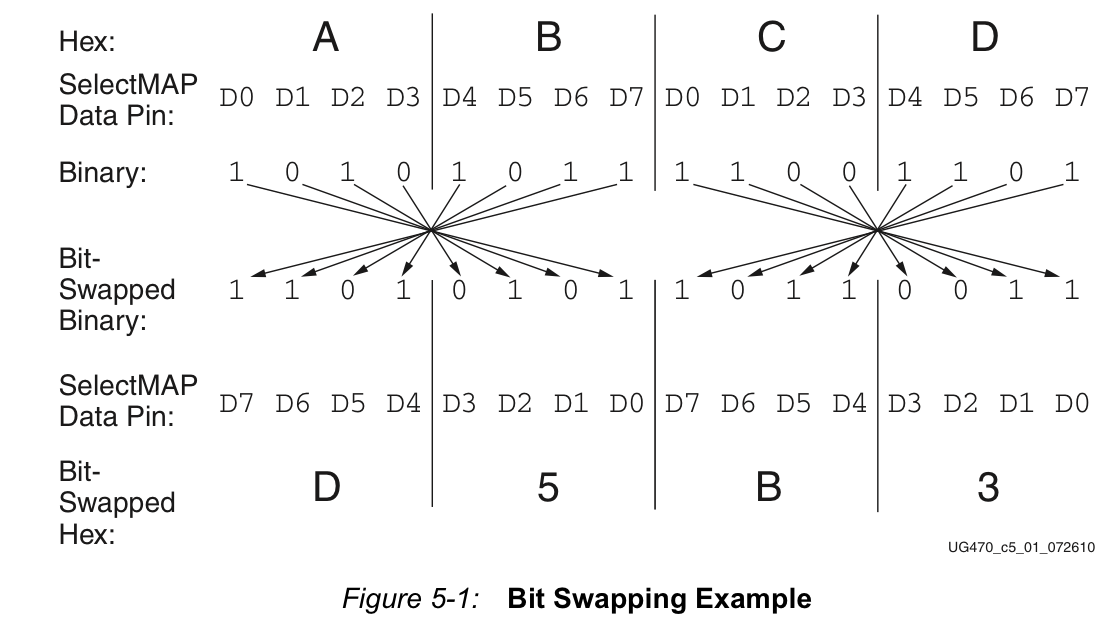 Hex: A B C D
SelectMAP
Data Pin: D0 D1 D2 D3 D4 D5 D6 D7 D0 D1 D2 D3 D4 D5 D6 D7
Binary: 1 0 1 0 1 0 1 1 1 1 0 0 1 1 0 1
Bit-
Swapped 1 1 0 1 0 1 0 1 1 0 1 1 0 0 1 1
Binary:
SelectMAP
Data Pin: D7 D6 D5 D4 D3 D2 D1 D0 D7 D6 D5 D4 D3 D2 D1 D0
Bit-
Swapped D 5 B 3
Hex:
UG470_c5_01_072610
Figure 5-1: Bit Swapping Example